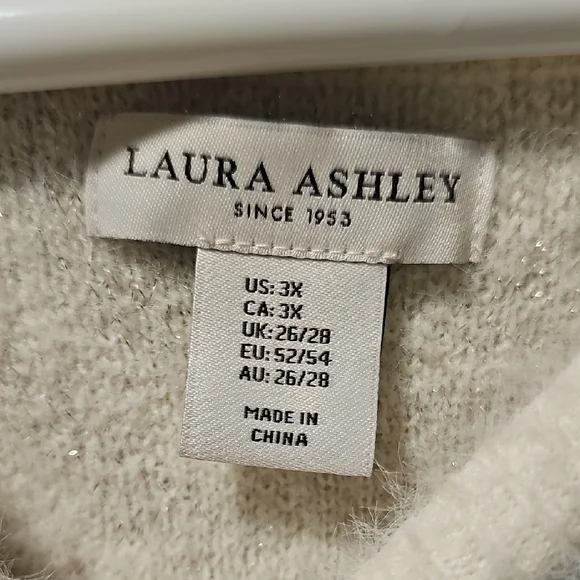 LAURA ASHLEY
SINCE 1953
US: 3X
CA: 3X
UK: 26/28
EU: 52/54
AU: 26/28
MADE IN
CHINA